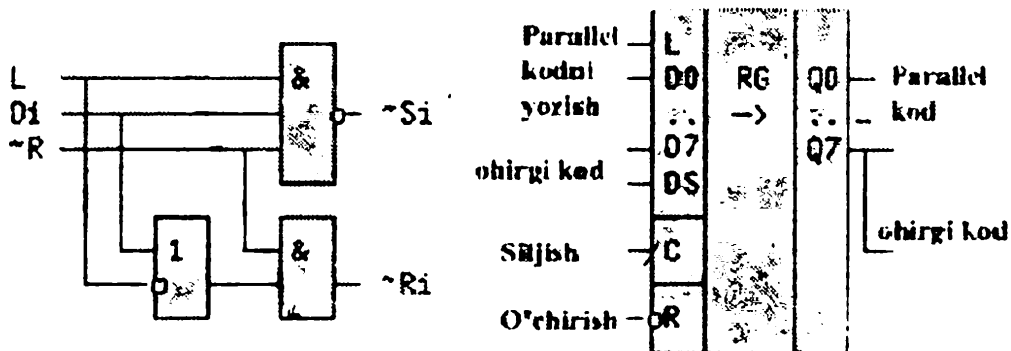 L
Di
~R
&
~Si
1
&
~Ri
Parallel
kodni
yozish
ohirgi kod
Siljish
O'chirish
L
D0
D7
DS
C
R
RG
->
Q0
Q7
Parallel
kod
ohirgi kod